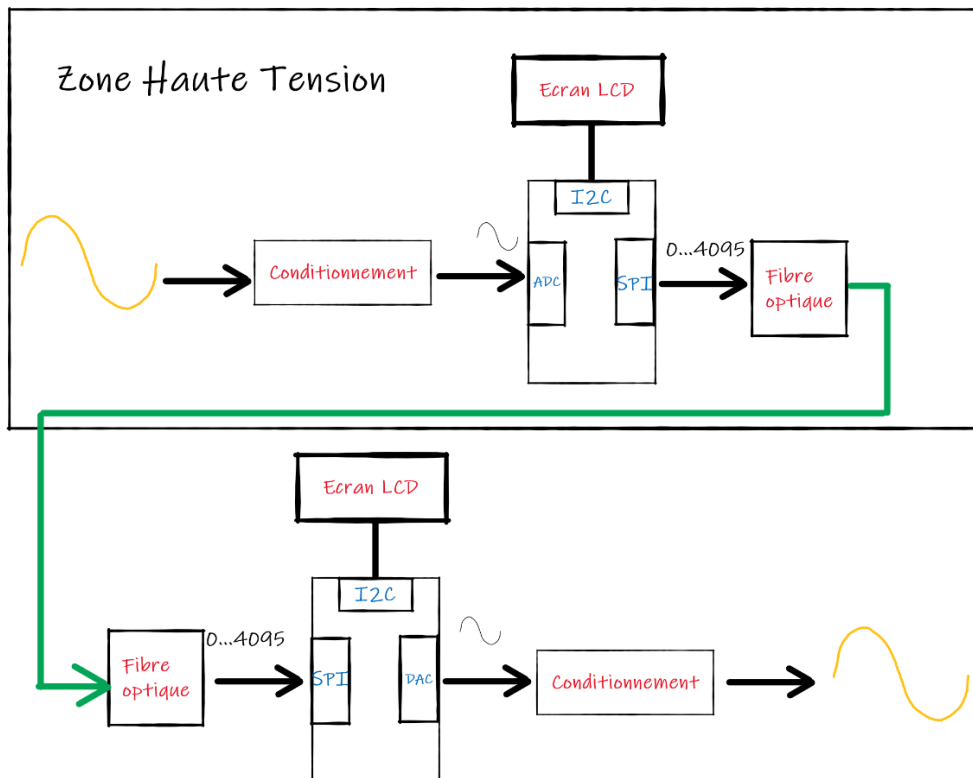 Zone Haute Tension
Ecran LCD
I2C
Conditionnement
ADC
SPI
0...4095
Fibre
optique
Ecran LCD
I2C
Fibre
optique
0...4095
SPI
DAC
Conditionnement